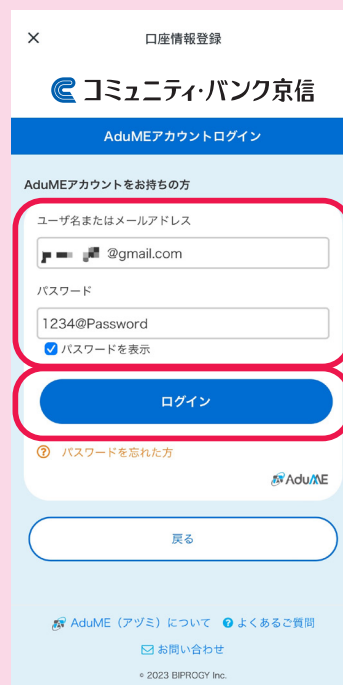 ×
口座情報登録
コミュニティ・バンク京信
AduMEアカウントログイン
AduMEアカウントをお持ちの方
ユーザ名またはメールアドレス
@gmail.com
パスワード
1234@Password
パスワードを表示
ログイン
? パスワードを忘れた方
AduME
戻る
AduME（アヅミ）について ? よくあるご質問
お問い合わせ
© 2023 BIPROGY Inc.